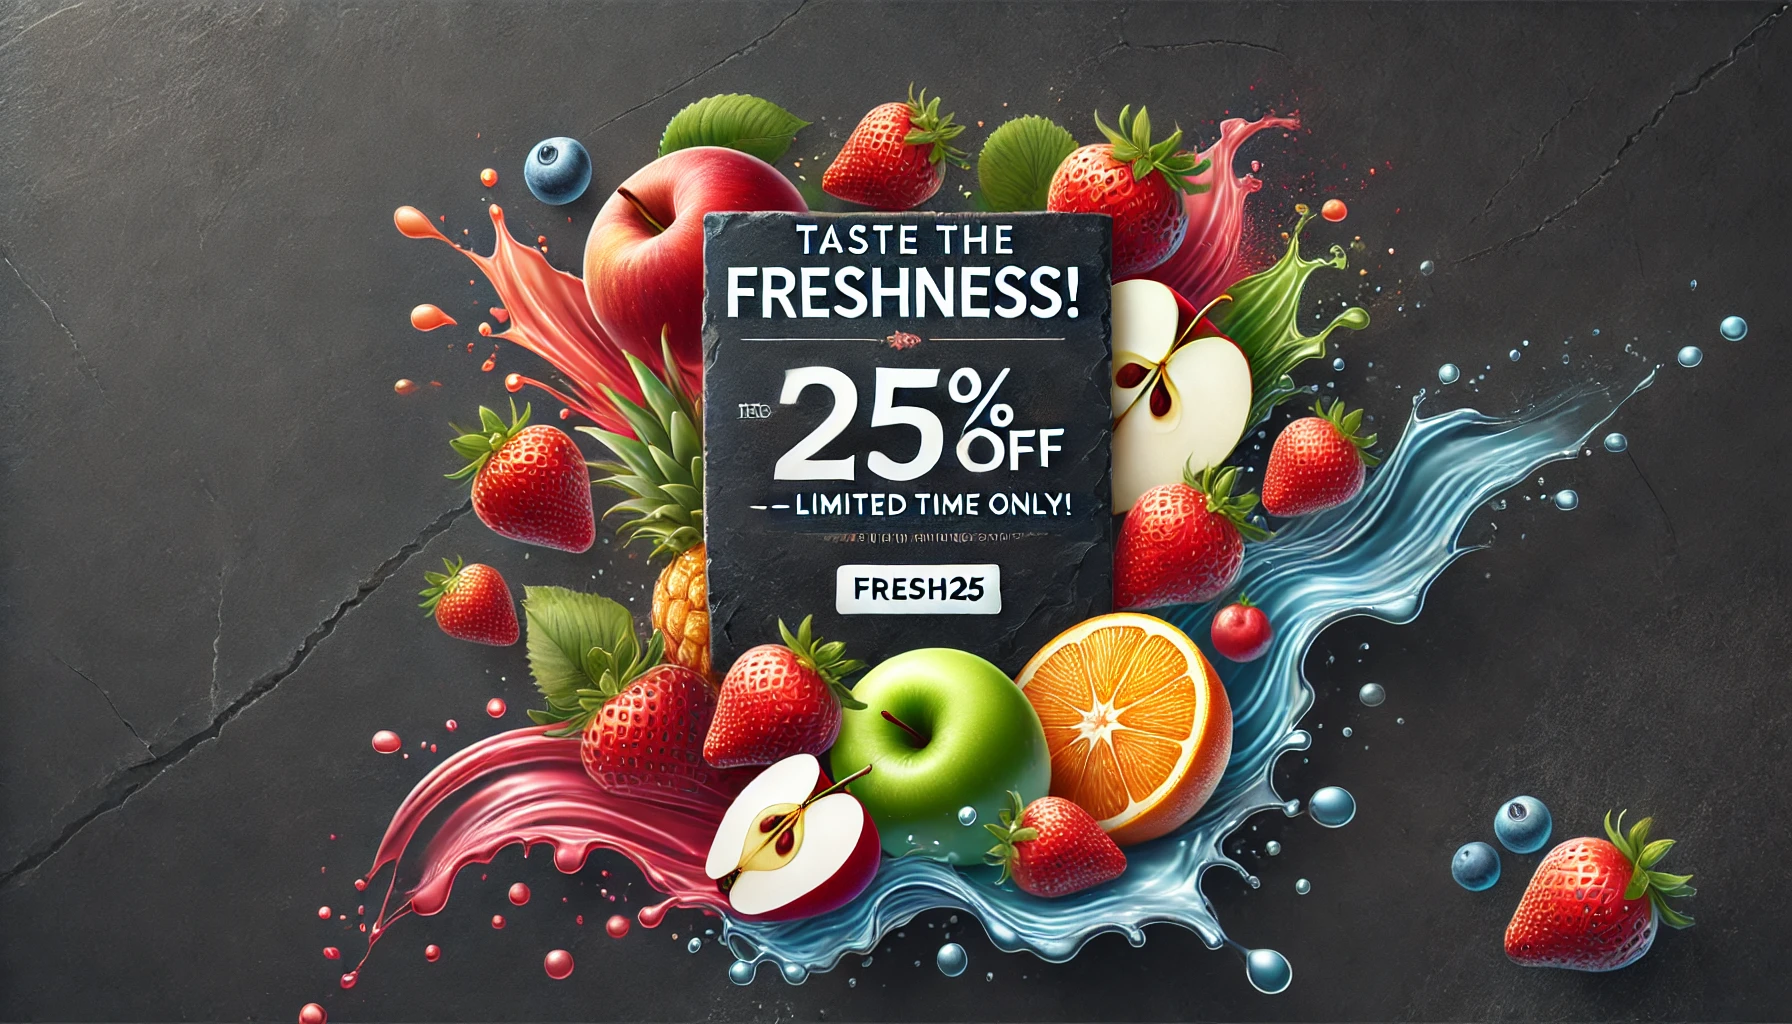 TASTE THE
FRESHNESS!
25%
OFF
--LIMITED TIME ONLY!
FRESH25